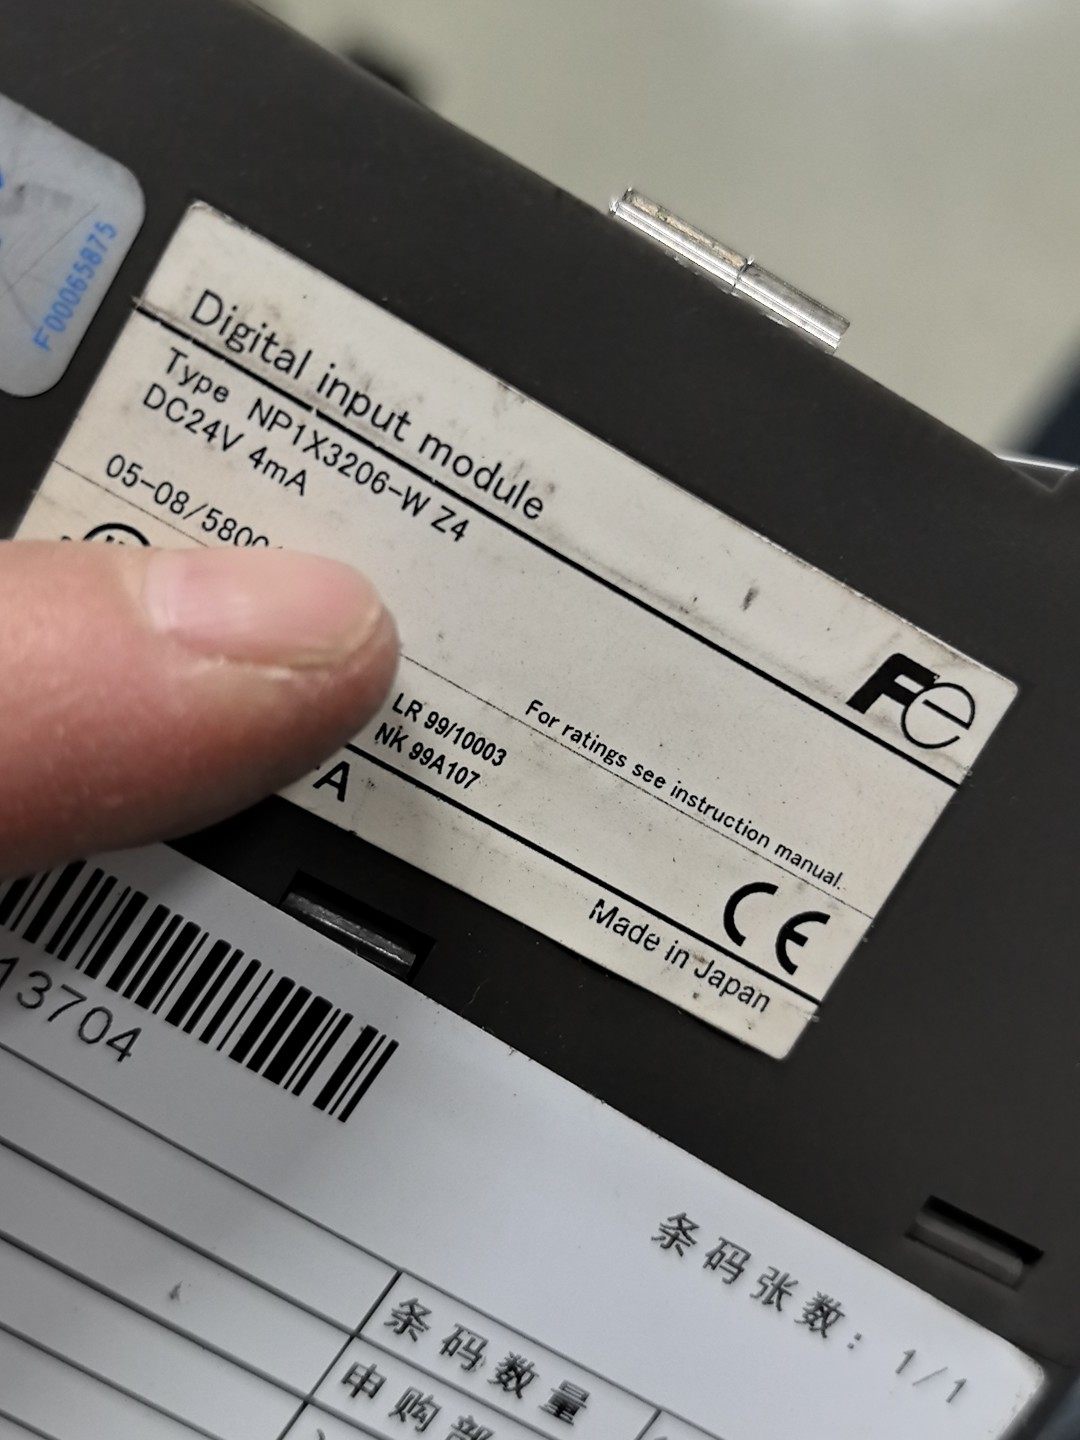 F00065875
Digital input module
Type NP1X3206-W Z4
DC24V 4mA
05-08/5800
Fe
LR 99/10003
NK 99A107
For ratings see instruction manual.
CE
Made in Japan
13704
条码张数: 1/1
条码数量
申购部